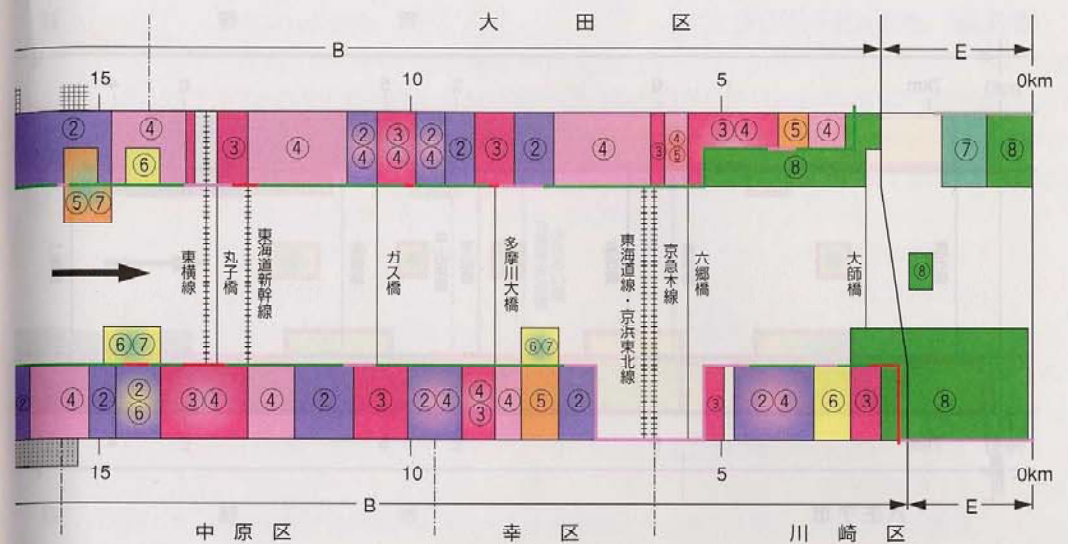 大田区
B E
15 10 5 0km
② ④ ③ ④ ②④ ③④ ②④ ② ③ ② ④ ③ ④⑤ ③④ ⑤ ④ ⑦ ⑧
⑥ ⑧
⑤⑦
東横線
丸子橋
東海道新幹線
ガス橋
多摩川大橋
東海道線・京浜東北線
京急本線
六郷橋
大師橋
⑧
⑥⑦ ⑥⑦
② ④ ② ②⑥ ③④ ④ ② ③ ②④ ④③ ④ ⑤ ② ③ ②④ ⑥ ③ ⑧
15 10 5 0km
B E
中原区 幸区 川崎区